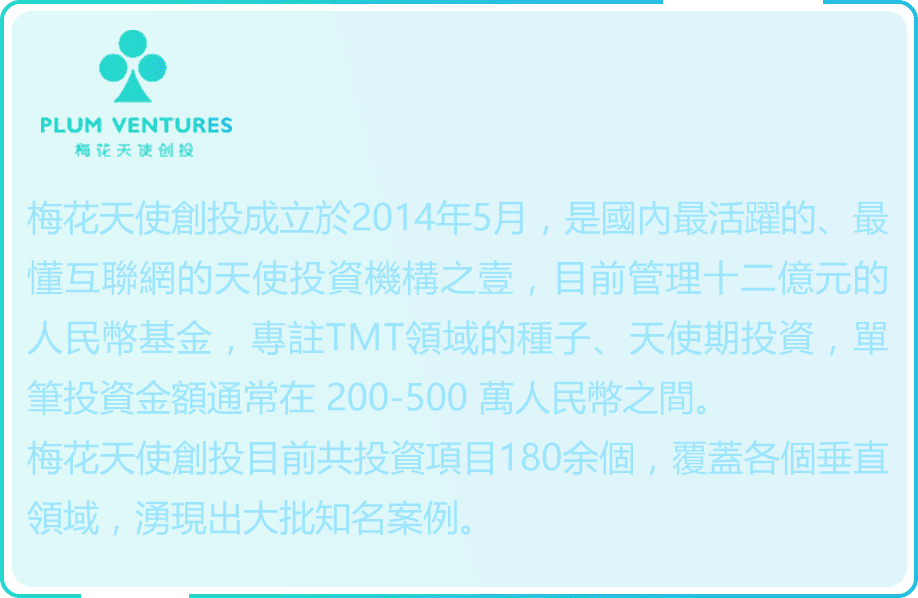 PLUM VENTURES
梅花天使创投
梅花天使創投成立於2014年5月，是國內最活躍的、最
懂互聯網的天使投資機構之壹，目前管理十二億元的
人民幣基金，專註TMT領域的種子、天使期投資，單
筆投資金額通常在 200-500 萬人民幣之間。
梅花天使創投目前共投資項目180余個，覆蓋各個垂直
領域，湧現出大批知名案例。